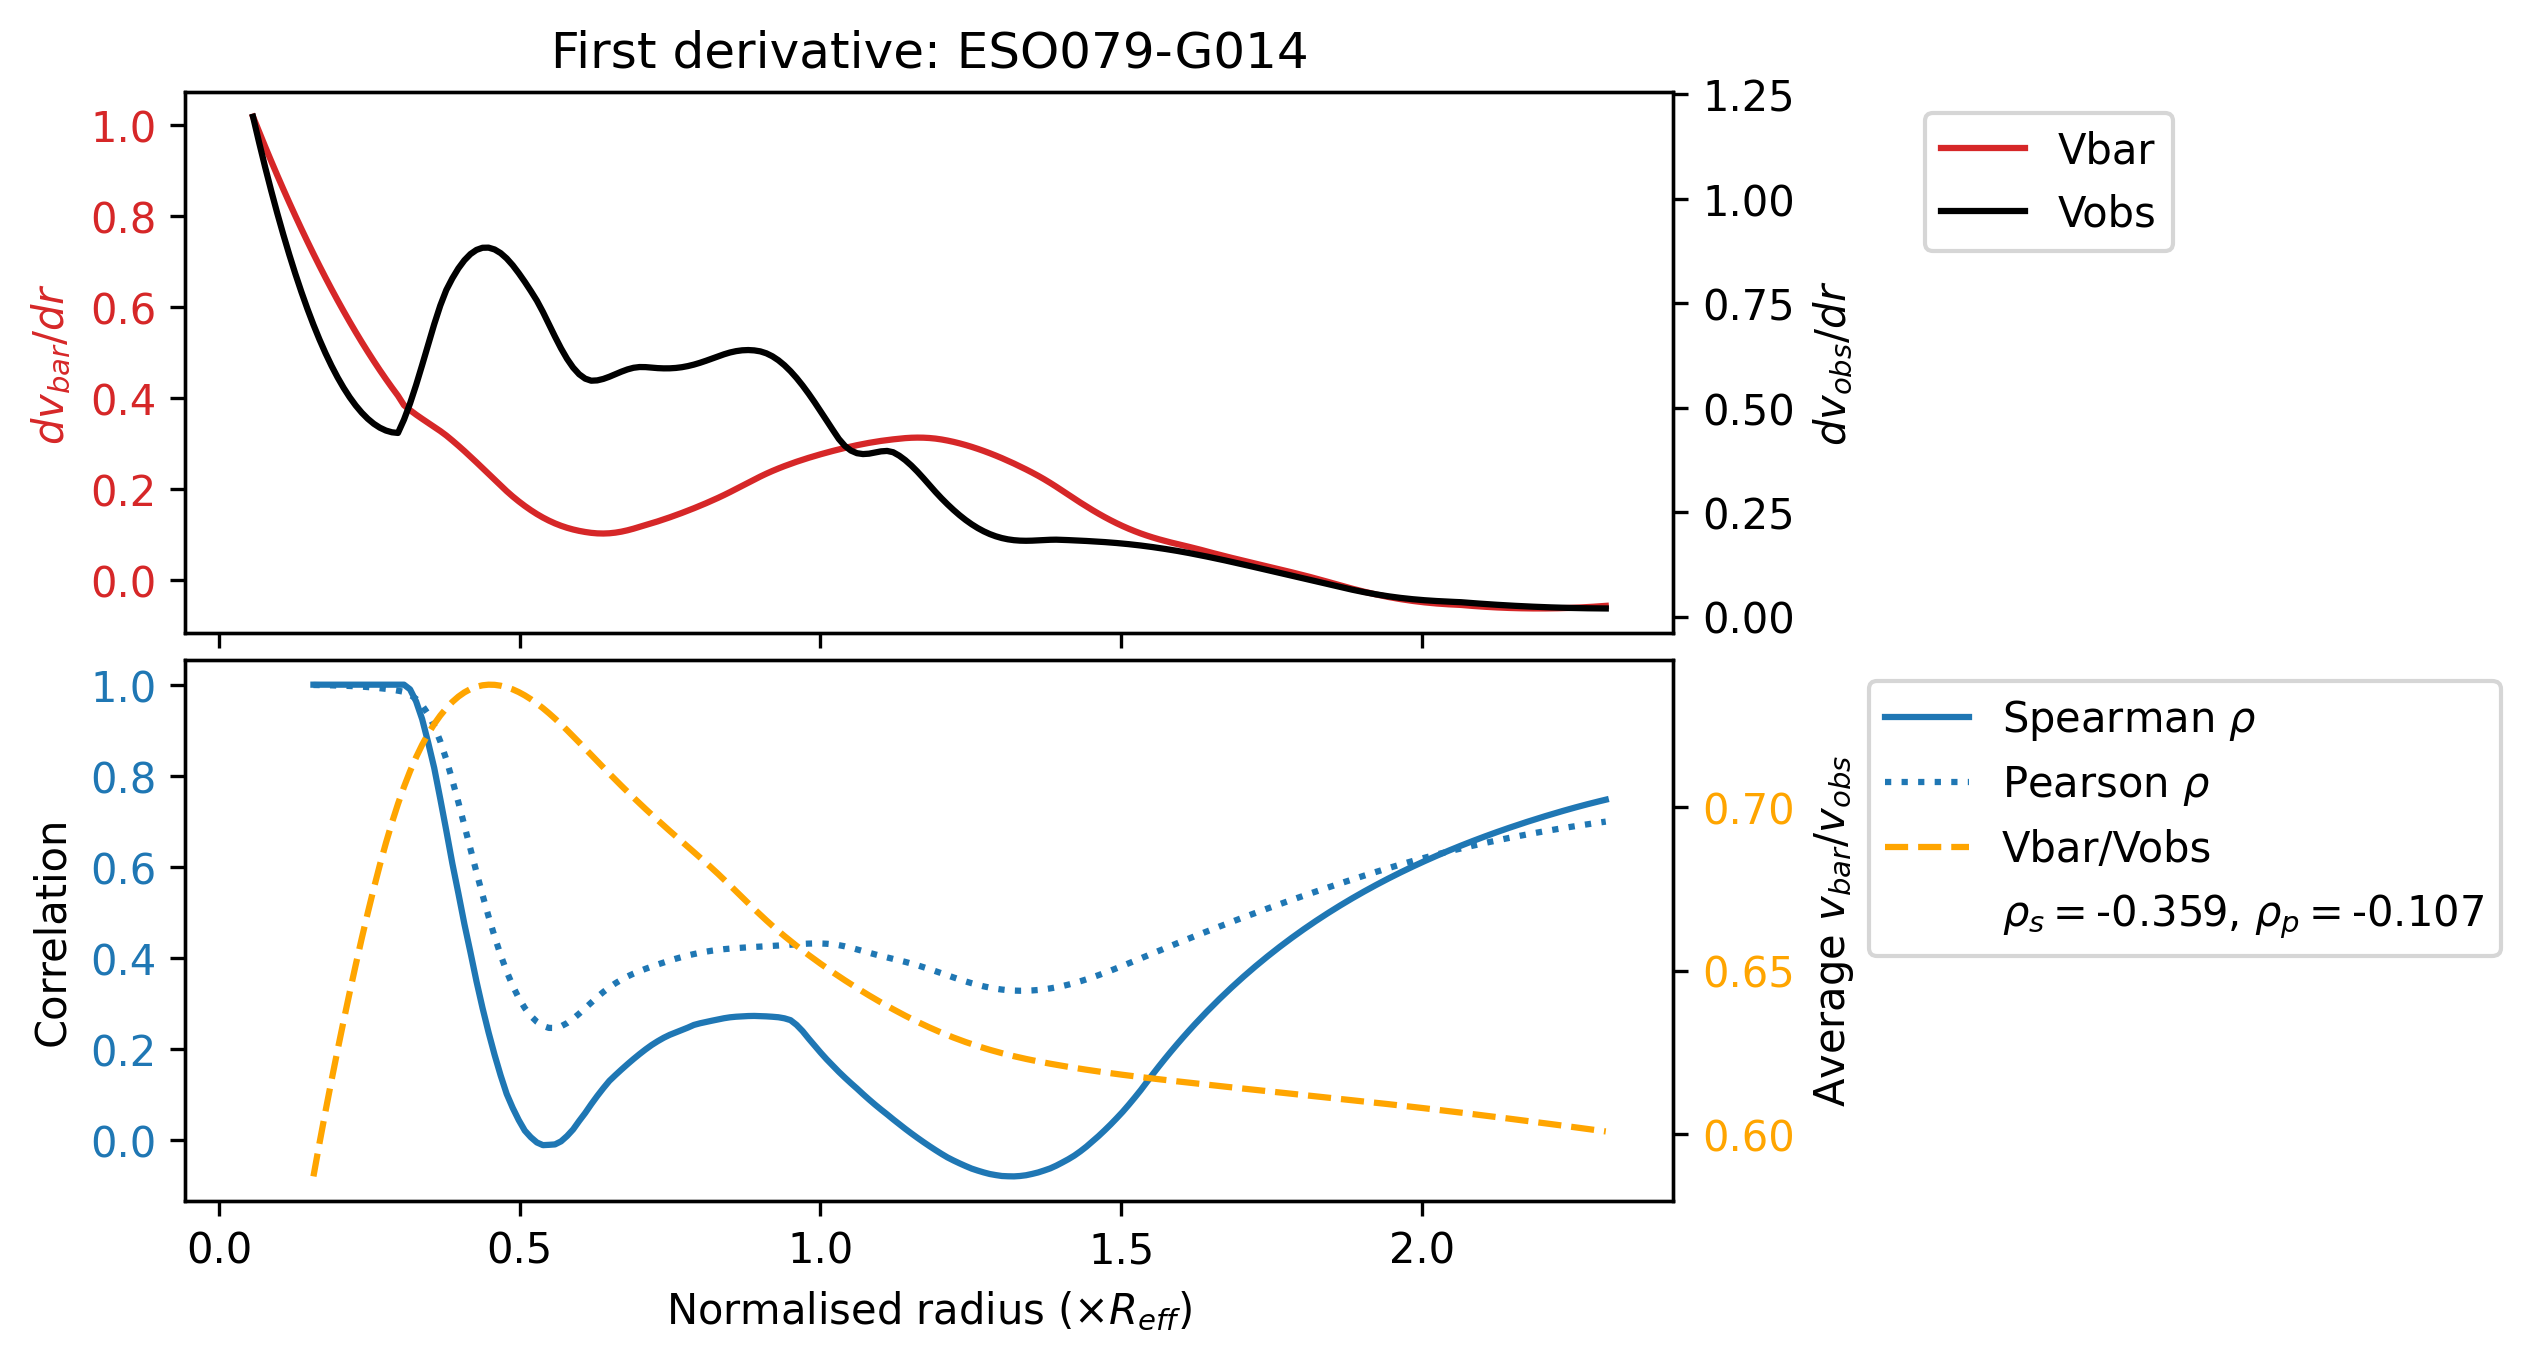 First derivative: ESO079-G014
1.0
0.8
0.6
0.4
0.2
0.0
dv_bar/dr
1.25
1.00
0.75
0.50
0.25
0.00
dv_obs/dr
Vbar
Vobs
1.0
0.8
0.6
0.4
0.2
0.0
Correlation
0.70
0.65
0.60
Average v_bar/v_obs
Spearman ρ
Pearson ρ
Vbar/Vobs
ρ_s = -0.359, ρ_p = -0.107
0.0 0.5 1.0 1.5 2.0
Normalised radius (×R_eff)